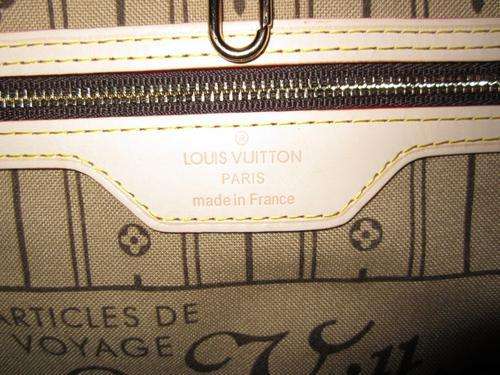 ®
LOUIS VUITTON
PARIS
made in France
ARTICLES DE
VOYAGE